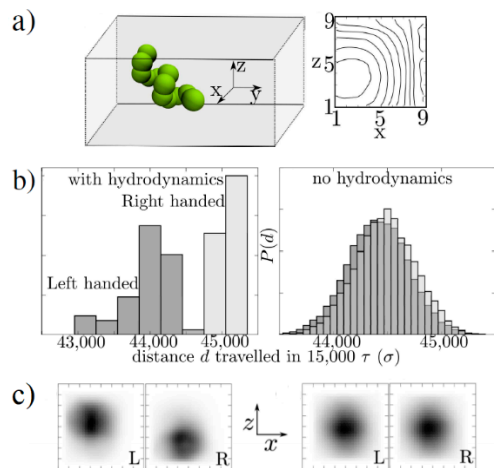 a)
z
x
y
9
z 5
1
1 5 9
x
b)
with hydrodynamics
Right handed
Left handed
43,000 44,000 45,000
no hydrodynamics
P(d)
44,000 45,000
distance d travelled in 15,000 τ (σ)
c)
L
R
z
x
L
R